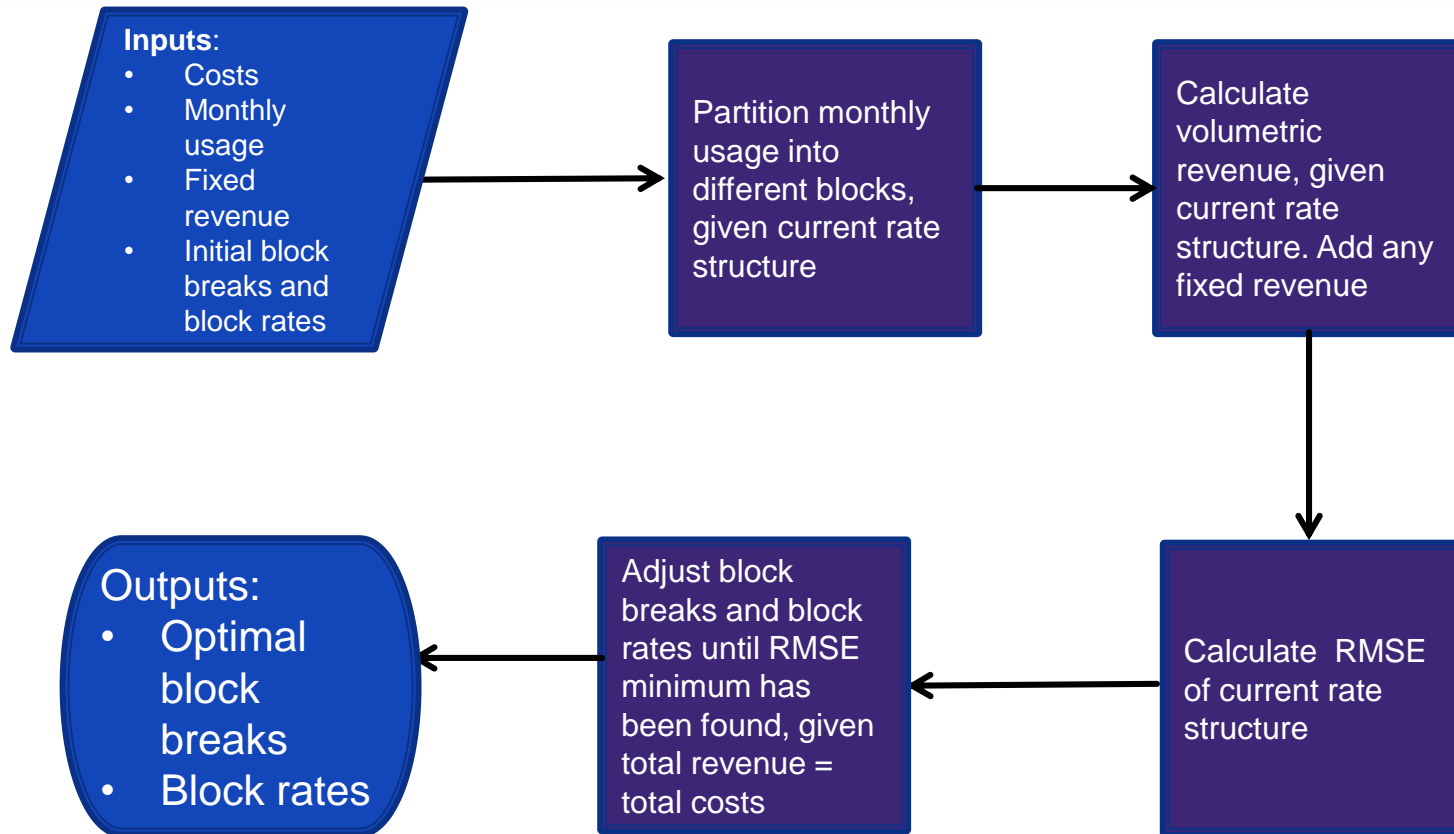 Inputs:
• Costs
• Monthly
usage
• Fixed
revenue
• Initial block
breaks and
block rates
Partition monthly
usage into
different blocks,
given current rate
structure
Calculate
volumetric
revenue, given
current rate
structure. Add any
fixed revenue
Calculate RMSE
of current rate
structure
Adjust block
breaks and block
rates until RMSE
minimum has
been found, given
total revenue =
total costs
Outputs:
• Optimal
block
breaks
• Block rates